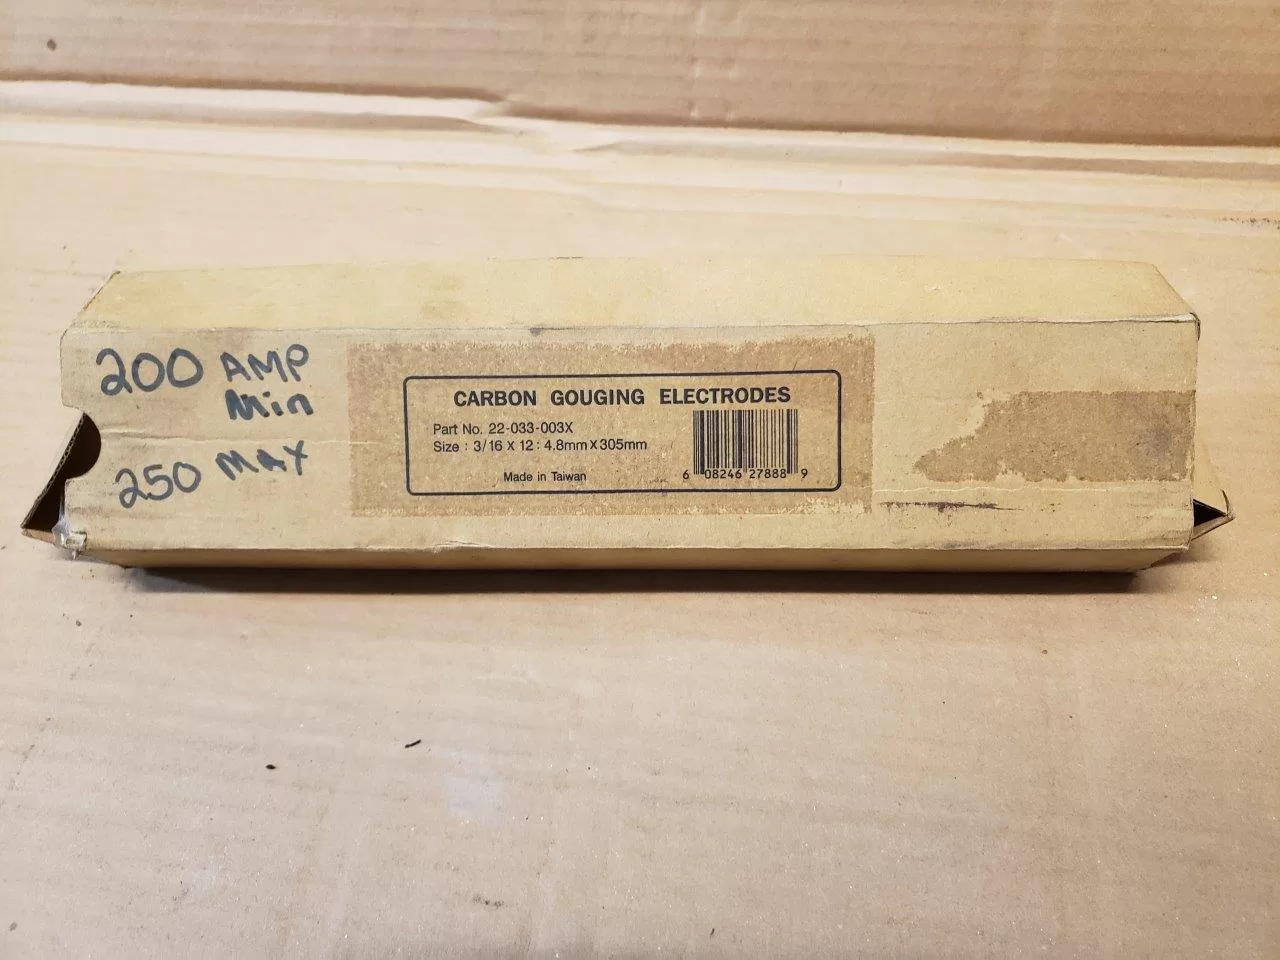 200 AMP
Min
250 MAX
CARBON GOUGING ELECTRODES
Part No. 22-033-003X
Size : 3/16 X 12 : 4.8mm X 305mm
Made in Taiwan
6 08246 27888 9